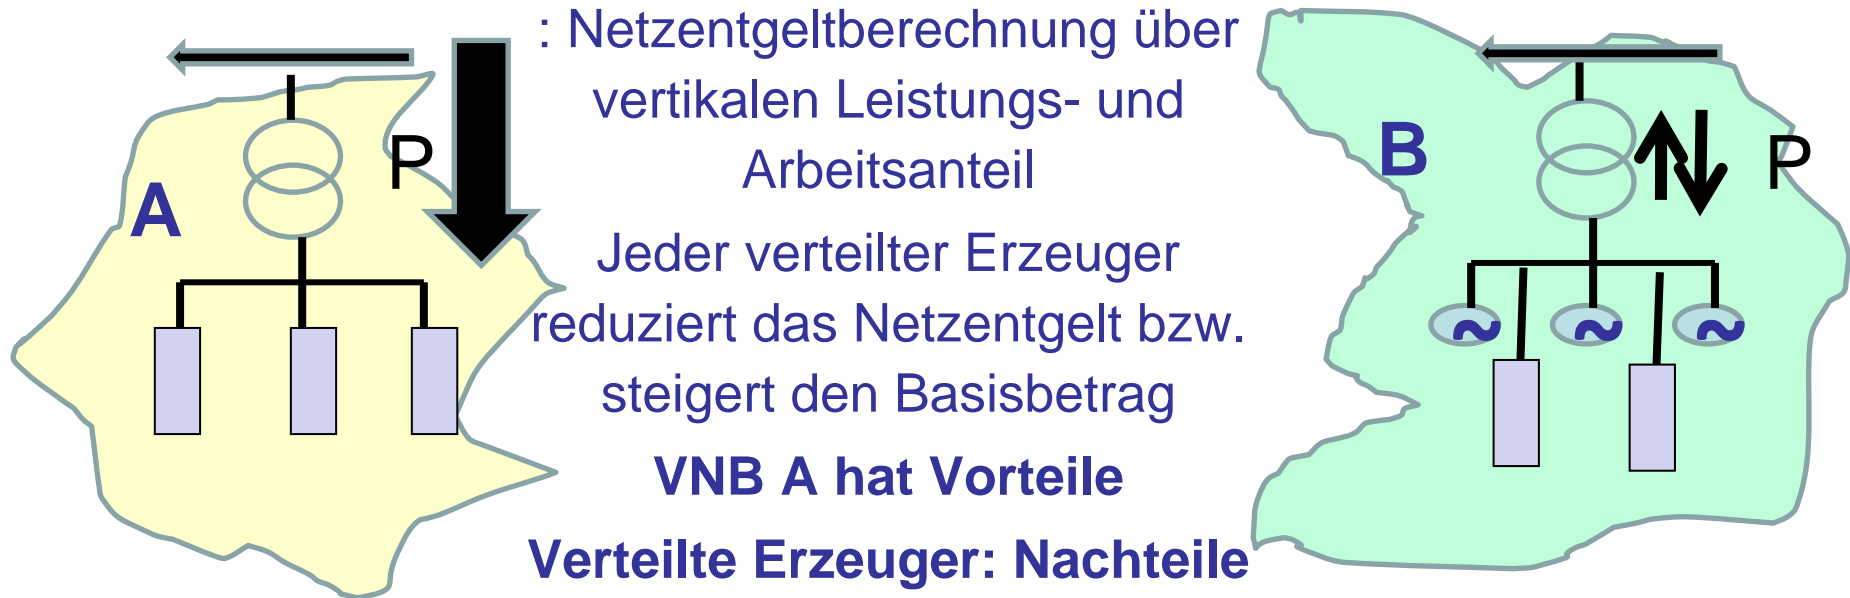 : Netzentgeltberechnung über
vertikalen Leistungs- und
Arbeitsanteil
Jeder verteilter Erzeuger
reduziert das Netzentgelt bzw.
steigert den Basisbetrag
VNB A hat Vorteile
Verteilte Erzeuger: Nachteile
A
P
B
P
~
~
~